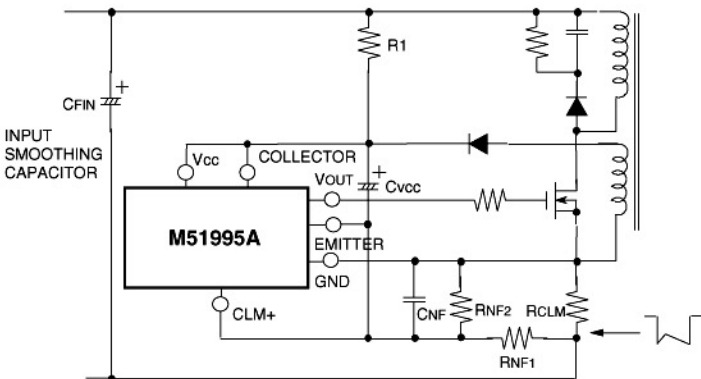 R1
CFIN
INPUT
SMOOTHING
CAPACITOR
VCC
COLLECTOR
VOUT
CVCC
M51995A
EMITTER
GND
CLM+
CNF
RNF2
RCLM
RNF1